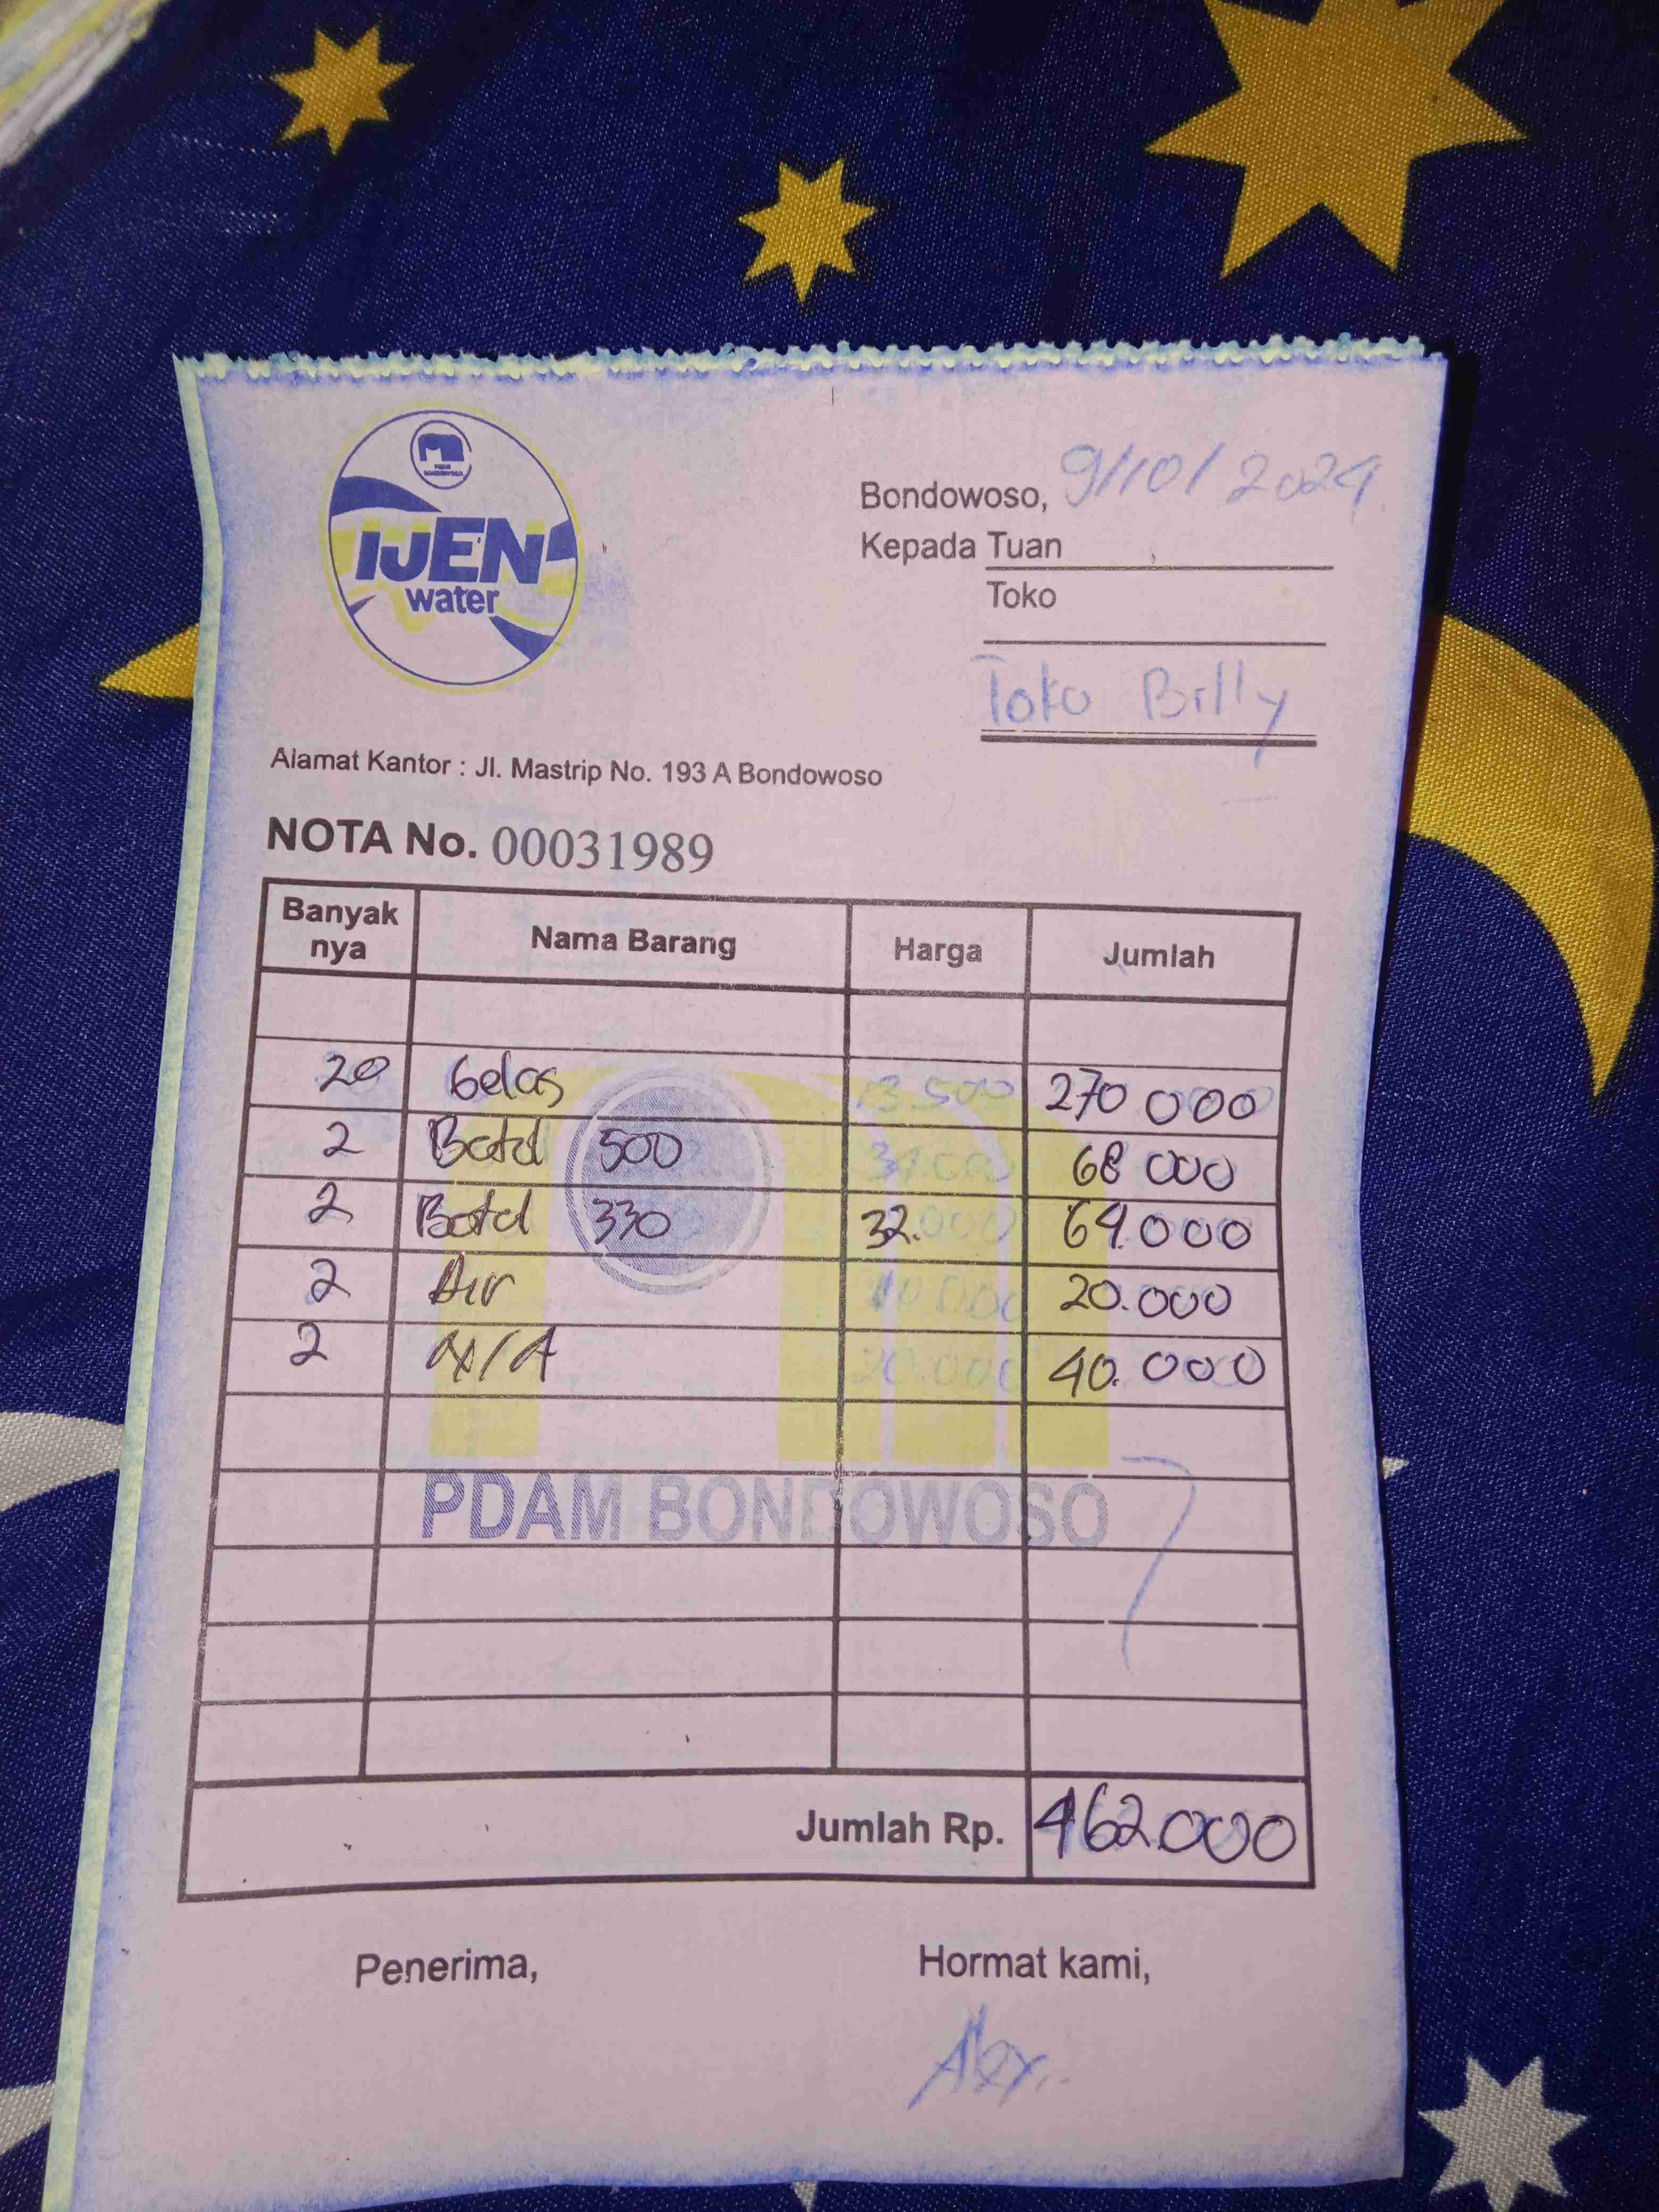 PDAM
BONDOWOSO
IJEN
water
Bondowoso, 9/10/2024
Kepada Tuan
Toko
Toko Billy
Alamat Kantor : Jl. Mastrip No. 193 A Bondowoso
NOTA No. 00031989
Banyak nya Nama Barang Harga Jumlah
20 Gelas 13.500 270 000
2 Botol 500 34.000 68 000
2 Botol 330 32.000 64.000
2 Air 10.000 20.000
2 20.000 40.000
PDAM BONDOWOSO
Jumlah Rp. 462.000
Penerima,
Hormat kami,
Alex..